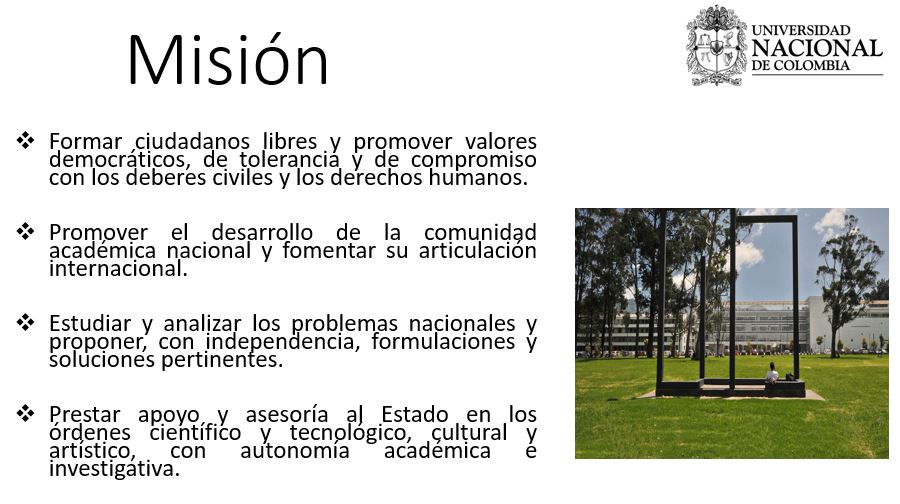 Misión
UNIVERSIDAD
NACIONAL
DE COLOMBIA
❖ Formar ciudadanos libres y promover valores
democráticos, de tolerancia y de compromiso
con los deberes civiles y los derechos humanos.
❖ Promover el desarrollo de la comunidad
académica nacional y fomentar su articulación
internacional.
❖ Estudiar y analizar los problemas nacionales y
proponer, con independencia, formulaciones y
soluciones pertinentes.
❖ Prestar apoyo y asesoría al Estado en los
órdenes científico y tecnológico, cultural y
artístico, con autonomía académica e
investigativa.